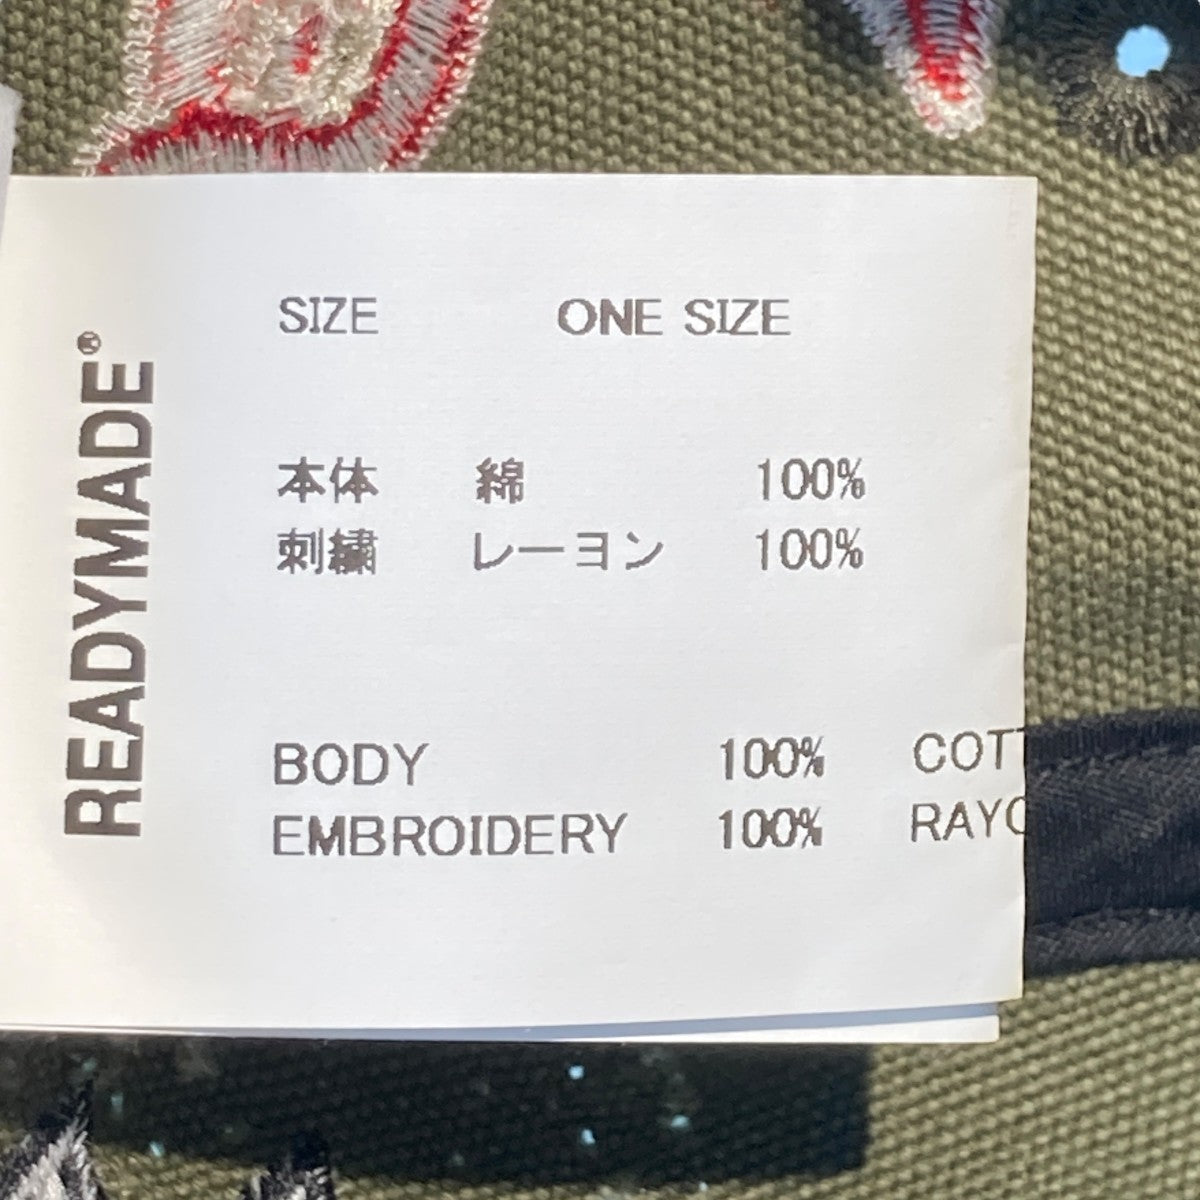 READYMADE®
SIZE ONE SIZE
本体 綿 100%
刺繍 レーヨン 100%
BODY 100% COTT
EMBROIDERY 100% RAYO